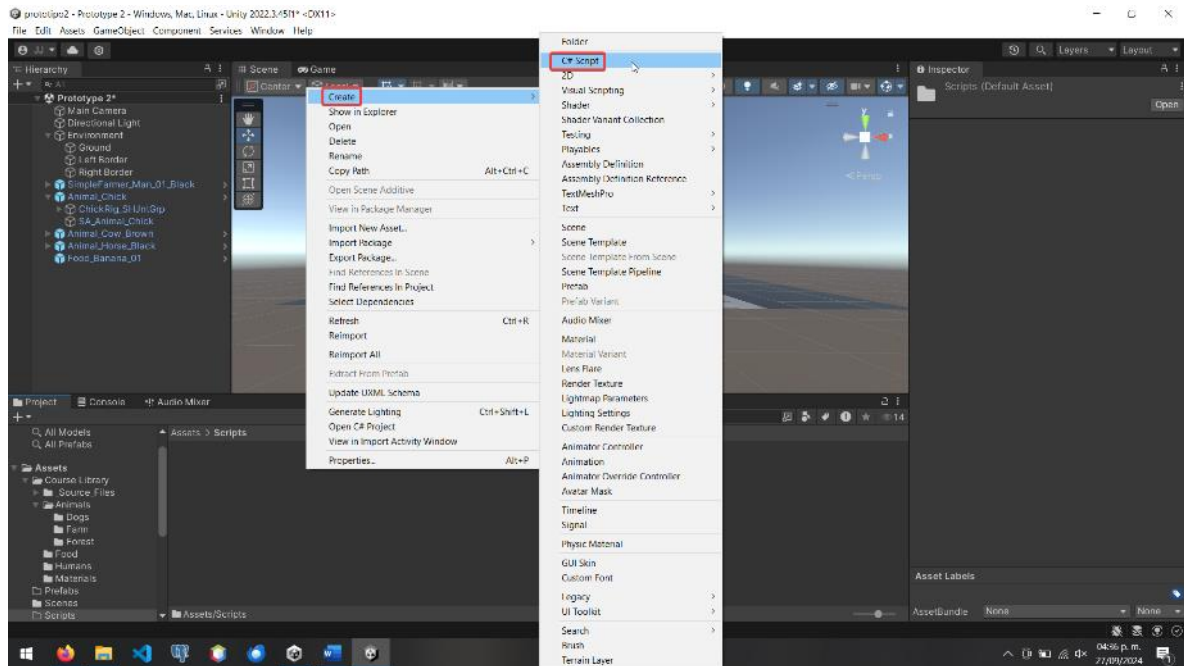 prototipo2 - Prototype 2 - Windows, Mac, Linux - Unity 2022.3.45f1* <DX11>
File Edit Assets GameObject Component Services Window Help
Hierarchy
Scene
Game
Inspector
Layers
Layout
All
Center
Local
Scripts (Default Asset)
Open
Prototype 2*
Main Camera
Directional Light
Environment
Ground
Left Border
Right Border
SimpleFarmer_Man_01_Black
Animal_Chick
ChickRig_SHJntGrp
SA_Animal_Chick
Animal_Cow_Brown
Animal_Horse_Black
Food_Banana_01
Create
Show in Explorer
Open
Delete
Rename
Copy Path Alt+Ctrl+C
Open Scene Additive
View in Package Manager
Import New Asset...
Import Package
Export Package...
Find References In Scene
Find References In Project
Select Dependencies
Refresh Ctrl+R
Reimport
Reimport All
Extract From Prefab
Update UXML Schema
Generate Lighting Ctrl+Shift+L
Open C# Project
View in Import Activity Window
Properties... Alt+P
Folder
C# Script
2D
Visual Scripting
Shader
Shader Variant Collection
Testing
Playables
Assembly Definition
Assembly Definition Reference
TextMeshPro
Text
Scene
Scene Template
Scene Template From Scene
Scene Template Pipeline
Prefab
Prefab Variant
Audio Mixer
Material
Material Variant
Lens Flare
Render Texture
Lightmap Parameters
Lighting Settings
Custom Render Texture
Animator Controller
Animation
Animator Override Controller
Avatar Mask
Timeline
Signal
Physic Material
GUI Skin
Custom Font
Legacy
UI Toolkit
Search
Brush
Terrain Layer
y
Persp
Project
Console
Audio Mixer
14
All Models
All Prefabs
Assets
Course Library
Source_Files
Animals
Dogs
Farm
Forest
Food
Humans
Materials
Prefabs
Scenes
Scripts
Assets > Scripts
Assets/Scripts
Asset Labels
AssetBundle None None
04:36 p. m.
27/09/2024